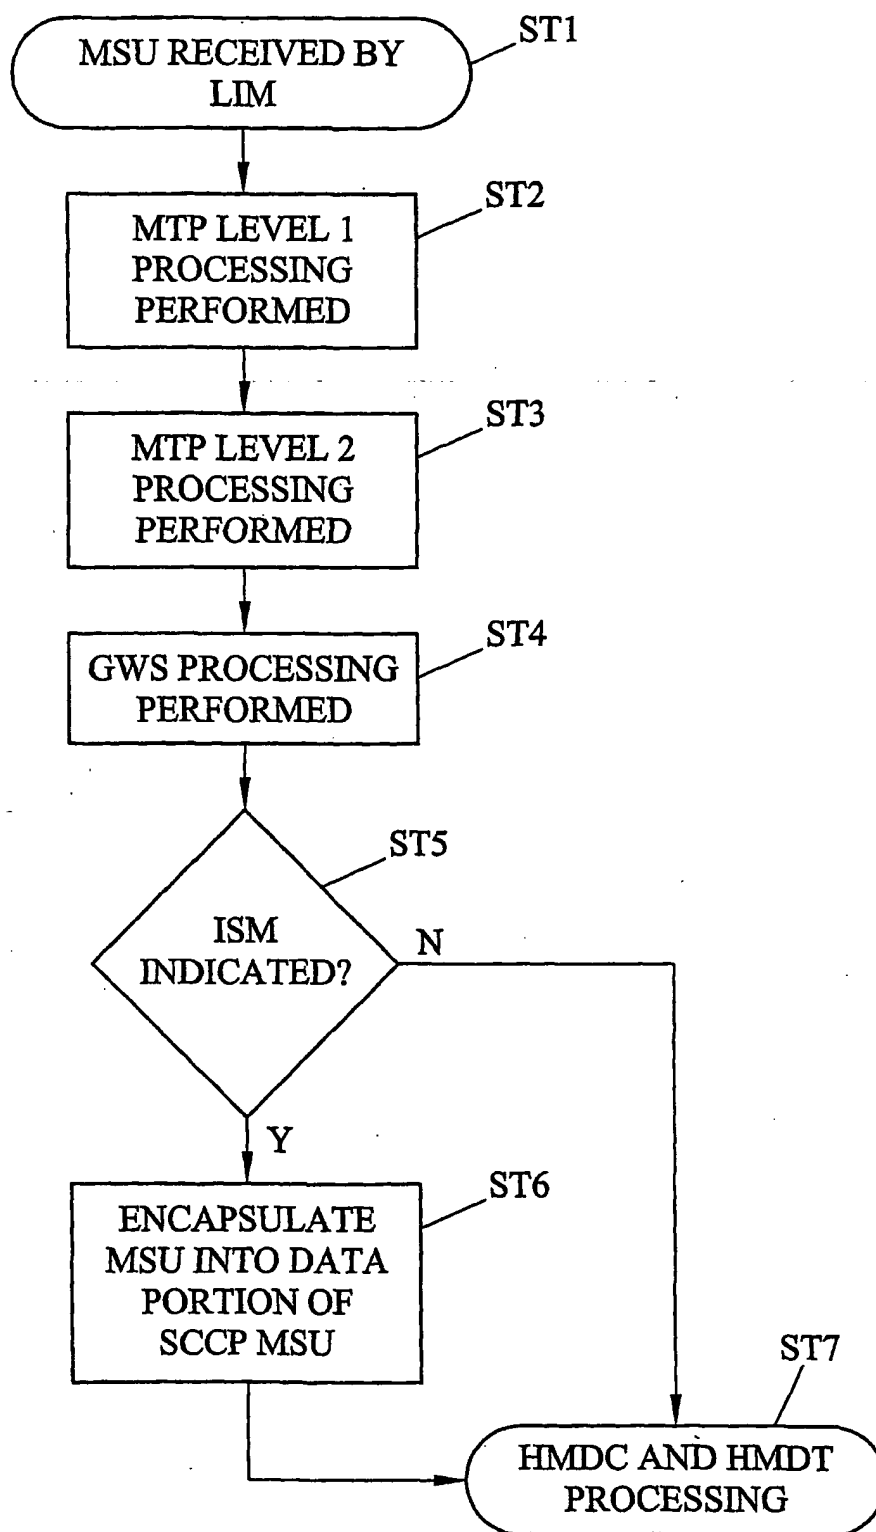 MSU RECEIVED BY
LIM
ST1
MTP LEVEL 1
PROCESSING
PERFORMED
ST2
MTP LEVEL 2
PROCESSING
PERFORMED
ST3
GWS PROCESSING
PERFORMED
ST4
ISM
INDICATED?
ST5
N
Y
ENCAPSULATE
MSU INTO DATA
PORTION OF
SCCP MSU
ST6
HMDC AND HMDT
PROCESSING
ST7